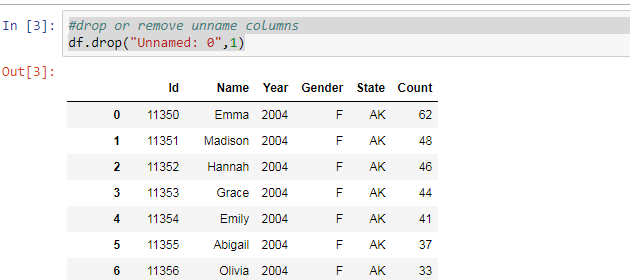 In [3]: #drop or remove unname columns
df.drop("Unnamed: 0",1)
Out[3]:
Id Name Year Gender State Count
0 11350 Emma 2004 F AK 62
1 11351 Madison 2004 F AK 48
2 11352 Hannah 2004 F AK 46
3 11353 Grace 2004 F AK 44
4 11354 Emily 2004 F AK 41
5 11355 Abigail 2004 F AK 37
6 11356 Olivia 2004 F AK 33